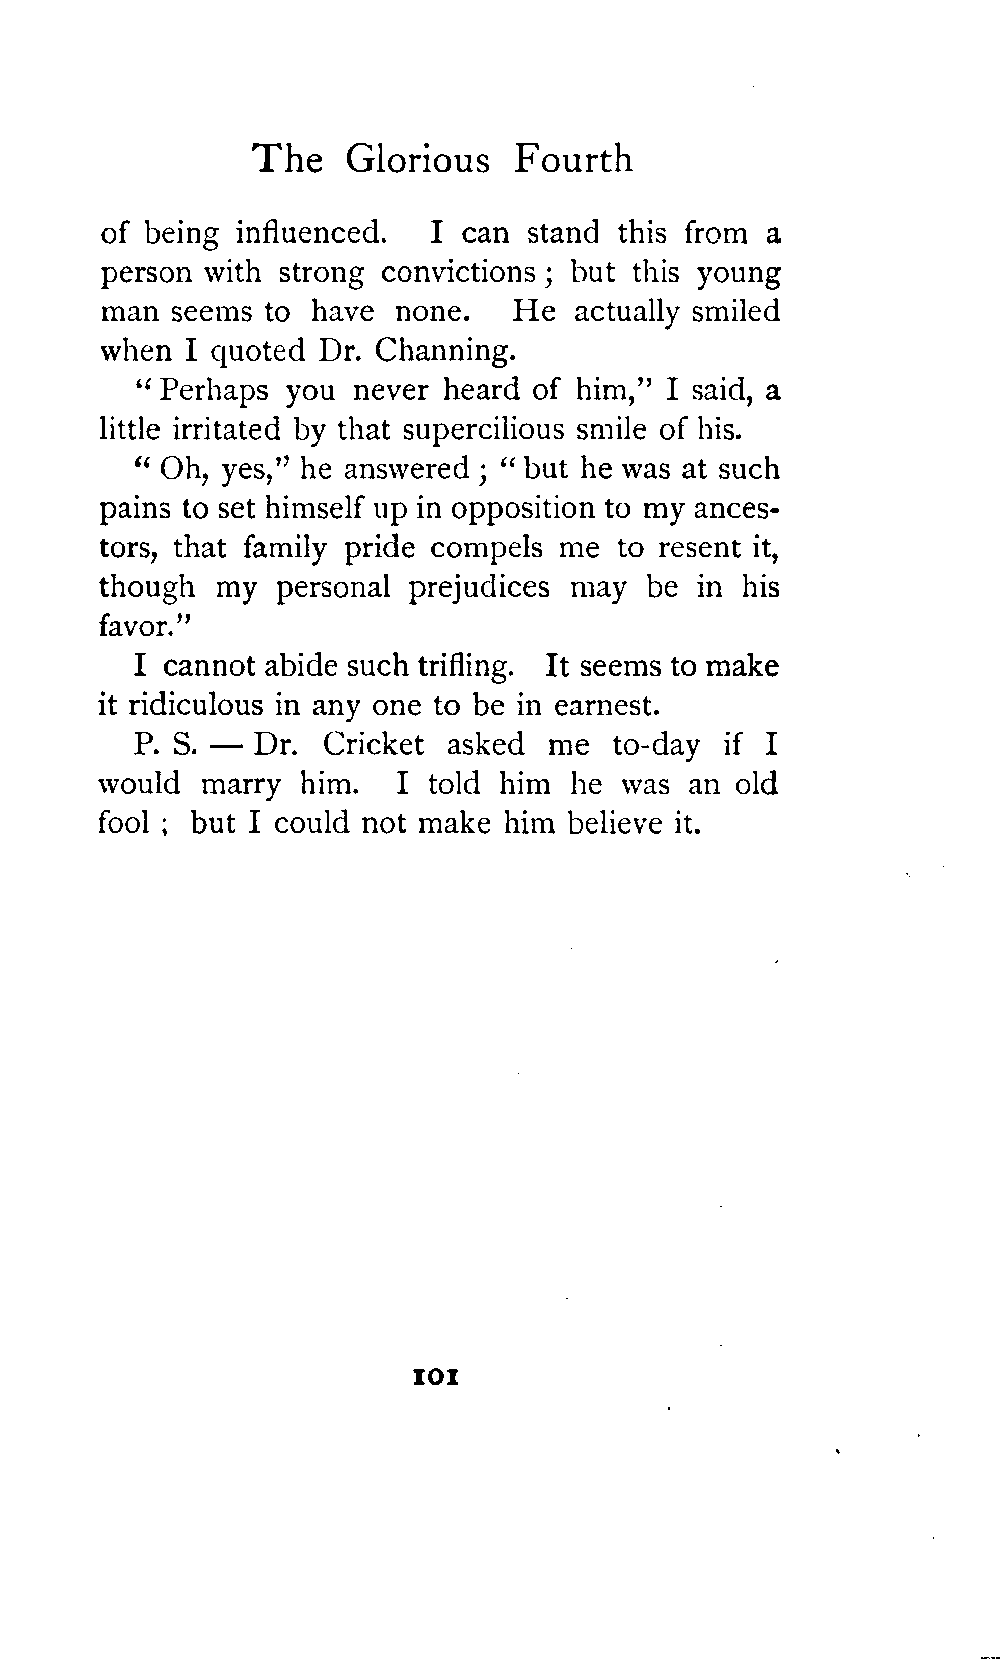 The Glorious Fourth
of being influenced. I can stand this from a
person with strong convictions ; but this young
man seems to have none. He actually smiled
when I quoted Dr. Channing.
“ Perhaps you never heard of him,” I said, a
little irritated by that supercilious smile of his.
“ Oh, yes,” he answered ; “ but he was at such
pains to set himself up in opposition to my ances-
tors, that family pride compels me to resent it,
though my personal prejudices may be in his
favor.”
I cannot abide such trifling. It seems to make
it ridiculous in any one to be in earnest.
P. S. — Dr. Cricket asked me to-day if I
would marry him. I told him he was an old
fool ; but I could not make him believe it.
101